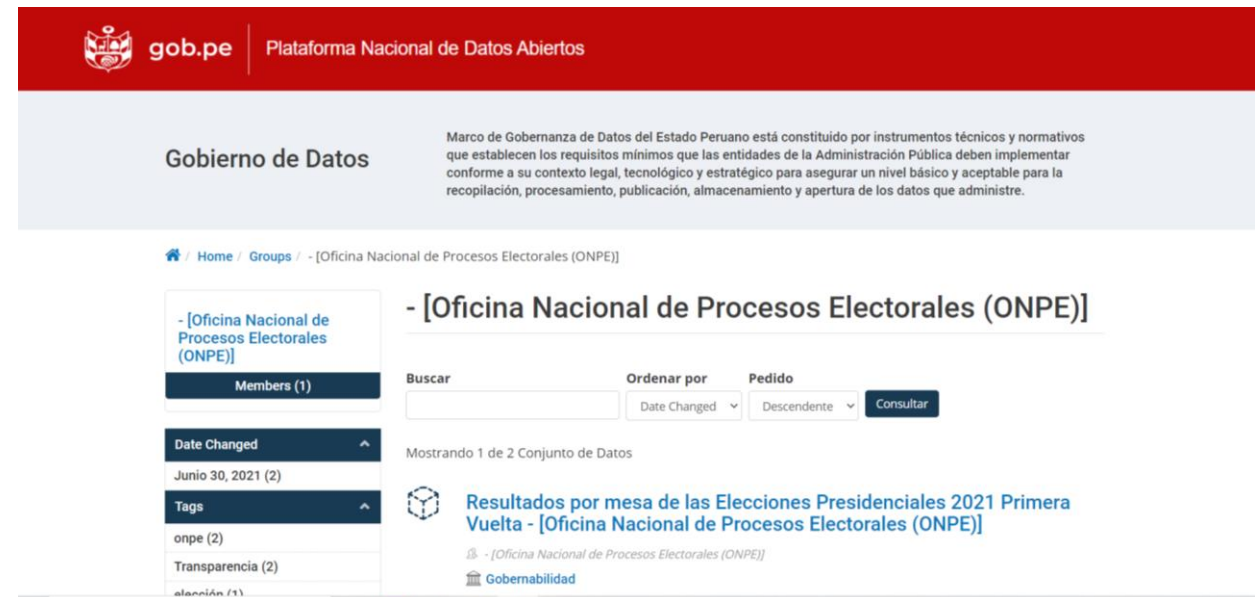 gob.pe
Plataforma Nacional de Datos Abiertos
Gobierno de Datos
Marco de Gobernanza de Datos del Estado Peruano está constituido por instrumentos técnicos y normativos
que establecen los requisitos mínimos que las entidades de la Administración Pública deben implementar
conforme a su contexto legal, tecnológico y estratégico para asegurar un nivel básico y aceptable para la
recopilación, procesamiento, publicación, almacenamiento y apertura de los datos que administre.
/ Home / Groups / - [Oficina Nacional de Procesos Electorales (ONPE)]
- [Oficina Nacional de
Procesos Electorales
(ONPE)]
Members (1)
Date Changed
Junio 30, 2021 (2)
Tags
onpe (2)
Transparencia (2)
elección (1)
- [Oficina Nacional de Procesos Electorales (ONPE)]
Buscar
Ordenar por
Pedido
Date Changed
Descendente
Consultar
Mostrando 1 de 2 Conjunto de Datos
Resultados por mesa de las Elecciones Presidenciales 2021 Primera
Vuelta - [Oficina Nacional de Procesos Electorales (ONPE)]
- [Oficina Nacional de Procesos Electorales (ONPE)]
Gobernabilidad